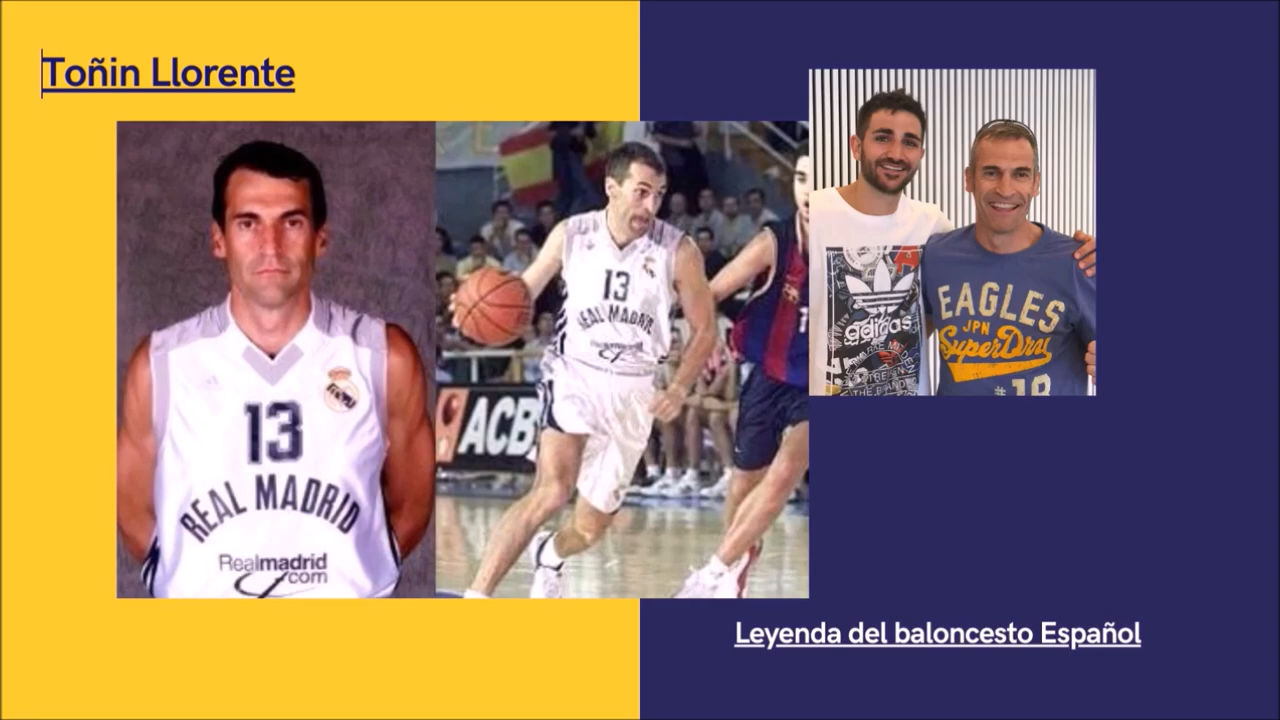 Toñin Llorente
13
REAL MADRID
Realmadrid
.com
13
REAL MADRID
ACB
adidas
EAGLES
JPN
SuperDry
#18
Leyenda del baloncesto Español